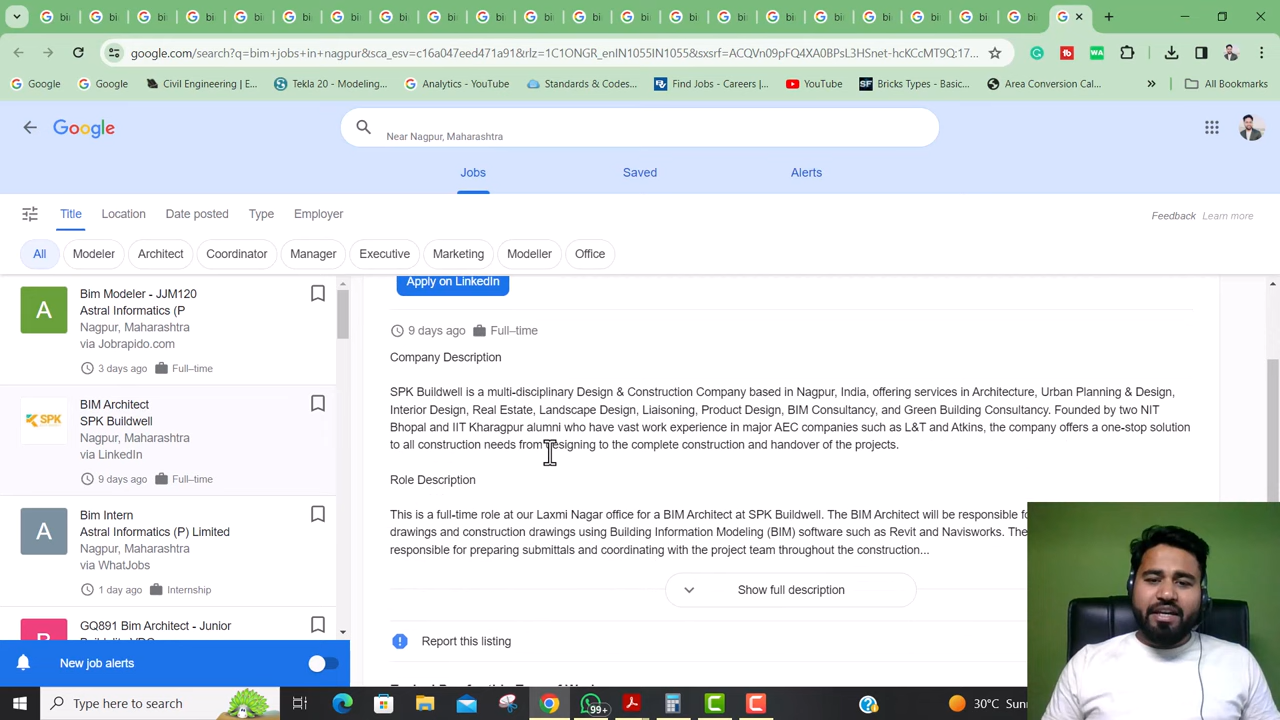 bim
google.com/search?q=bim+jobs+in+nagpur&sca_esv=c16a047eed471a91&rlz=1C1ONGR_enIN1055IN1055&sxsrf=ACQVn09pFQ4XA0BPsL3HSnet-hcKCcMT9Q:17...
Google Google Civil Engineering | E... Tekla 20 - Modeling... Analytics - YouTube Standards & Codes... Find Jobs - Careers |... YouTube Bricks Types - Basic... Area Conversion Cal... » All Bookmarks
Google
Near Nagpur, Maharashtra
Jobs Saved Alerts
Title Location Date posted Type Employer
Feedback Learn more
All Modeler Architect Coordinator Manager Executive Marketing Modeller Office
A
Bim Modeler - JJM120
Astral Informatics (P
Nagpur, Maharashtra
via Jobrapido.com
3 days ago Full–time
SPK
BIM Architect
SPK Buildwell
Nagpur, Maharashtra
via LinkedIn
9 days ago Full–time
A
Bim Intern
Astral Informatics (P) Limited
Nagpur, Maharashtra
via WhatJobs
1 day ago Internship
GQ891 Bim Architect - Junior
New job alerts
Apply on LinkedIn
9 days ago Full–time
Company Description
SPK Buildwell is a multi-disciplinary Design & Construction Company based in Nagpur, India, offering services in Architecture, Urban Planning & Design,
Interior Design, Real Estate, Landscape Design, Liaisoning, Product Design, BIM Consultancy, and Green Building Consultancy. Founded by two NIT
Bhopal and IIT Kharagpur alumni who have vast work experience in major AEC companies such as L&T and Atkins, the company offers a one-stop solution
to all construction needs from designing to the complete construction and handover of the projects.
Role Description
This is a full-time role at our Laxmi Nagar office for a BIM Architect at SPK Buildwell. The BIM Architect will be responsible
drawings and construction drawings using Building Information Modeling (BIM) software such as Revit and Navisworks. The
responsible for preparing submittals and coordinating with the project team throughout the construction...
Show full description
Report this listing
Type here to search
99+
30°C Sun